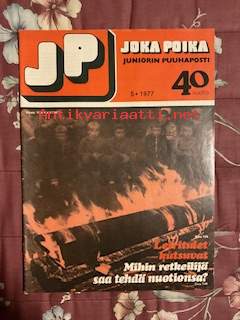 JP
JOKA POIKA
JUNIORIN PUUHAPOSTI
5 • 1977
40
Antikvariaatti.net
Leiritulet
kutsuvat
Mihin retkeilijä
saa tehdä nuotionsa?